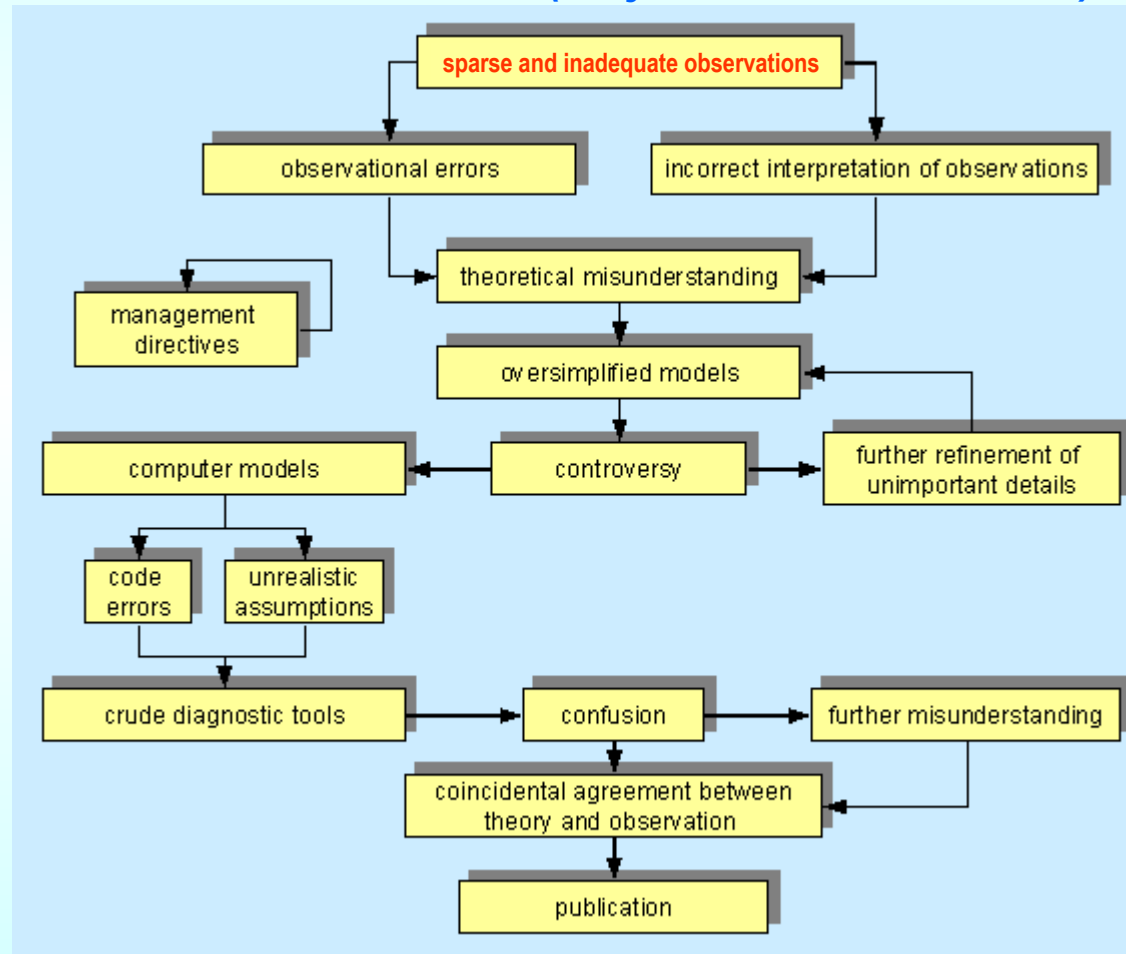 sparse and inadequate observations
observational errors
incorrect interpretation of observations
theoretical misunderstanding
management
directives
oversimplified models
computer models
controversy
further refinement of
unimportant details
code
errors
unrealistic
assumptions
crude diagnostic tools
confusion
further misunderstanding
coincidental agreement between
theory and observation
publication